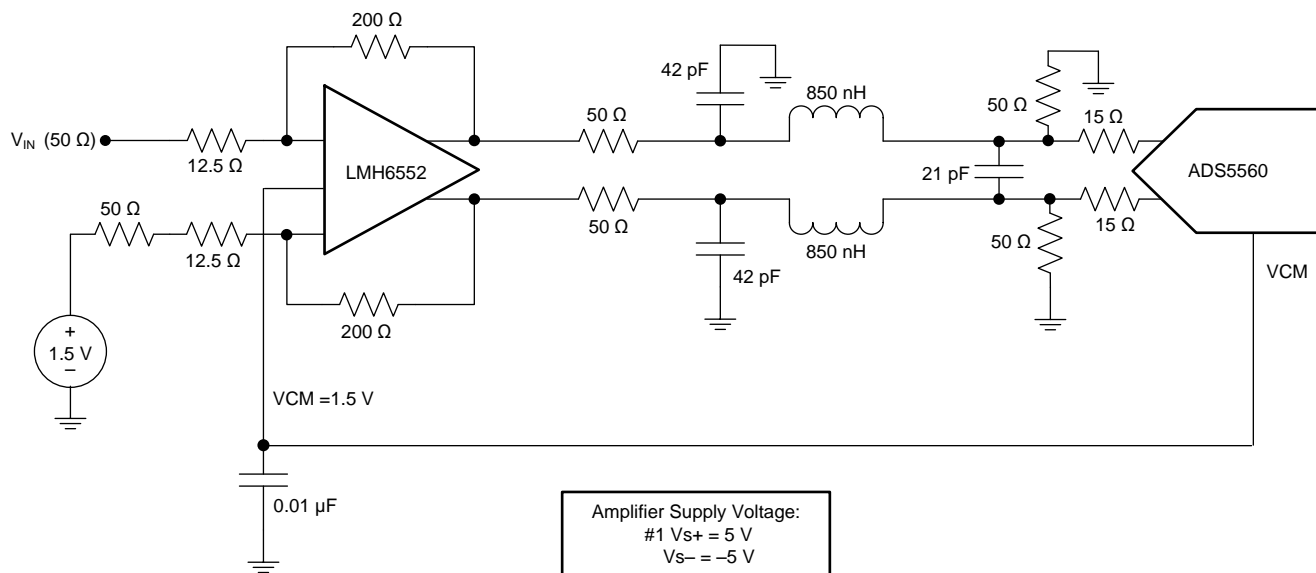 200 Ω
42 pF
850 nH
50 Ω
50 Ω
15 Ω
V_IN (50 Ω)
12.5 Ω
LMH6552
21 pF
ADS5560
50 Ω
12.5 Ω
50 Ω
15 Ω
50 Ω
850 nH
42 pF
VCM
200 Ω
+
1.5 V
–
VCM =1.5 V
0.01 µF
Amplifier Supply Voltage:
#1 Vs+ = 5 V
Vs– = –5 V